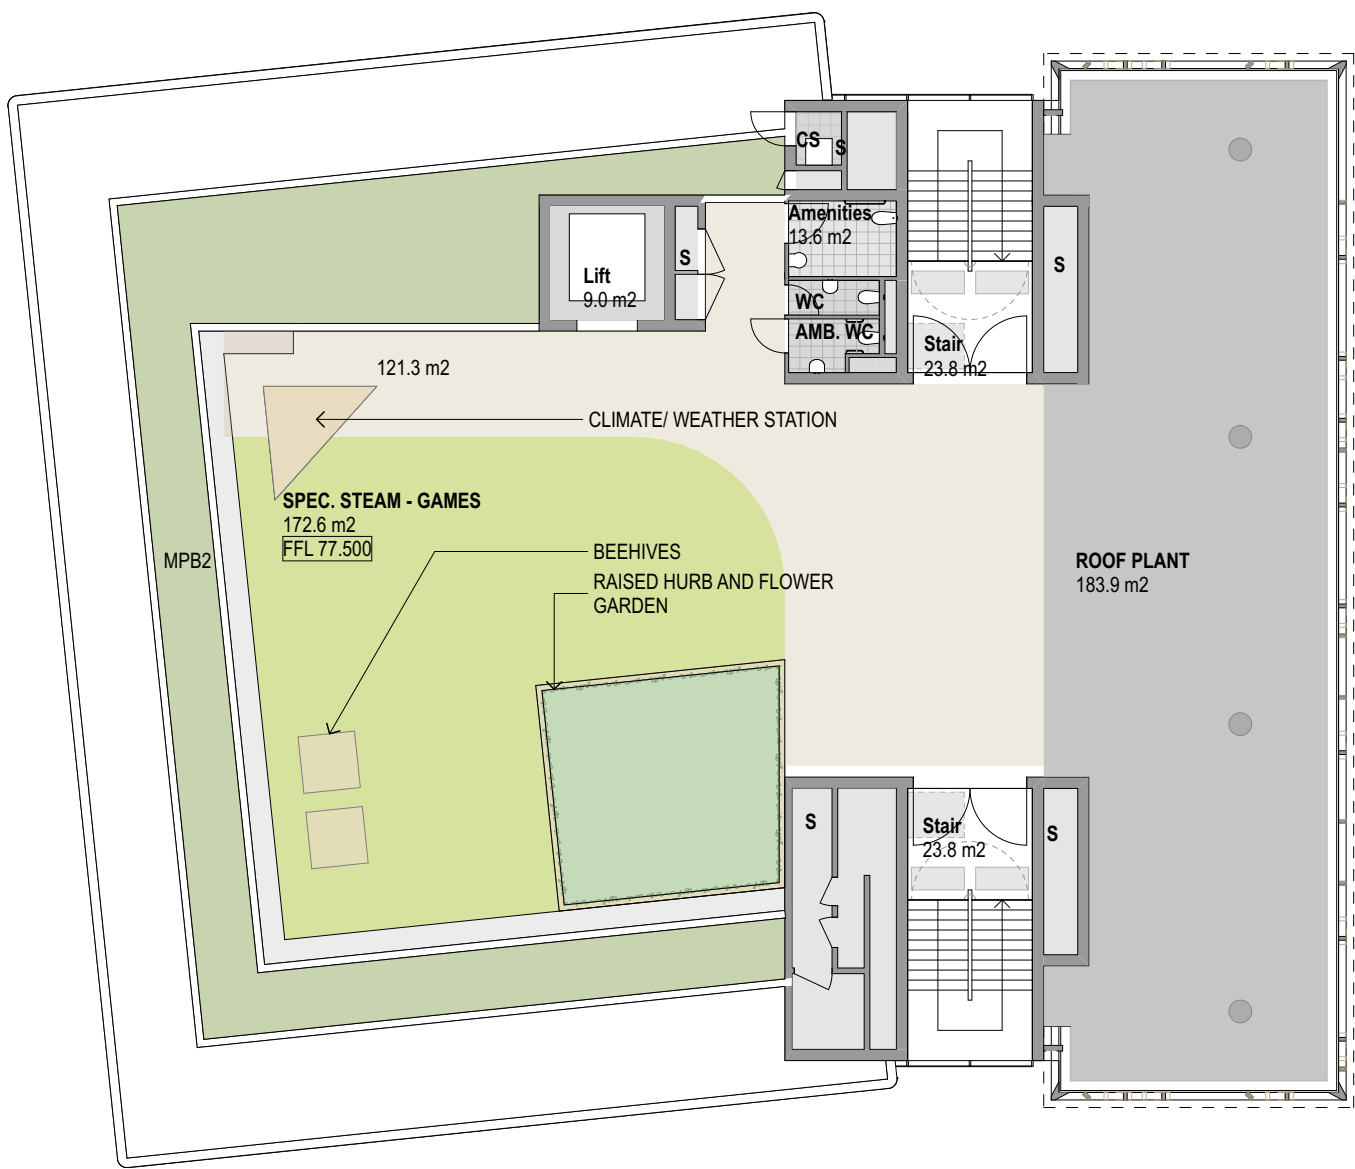 CS
S
Amenities
13.6 m2
Lift
9.0 m2
S
S
WC
AMB. WC
Stair
23.8 m2
121.3 m2
CLIMATE/ WEATHER STATION
SPEC. STEAM - GAMES
172.6 m2
FFL 77.500
MPB2
BEEHIVES
RAISED HURB AND FLOWER
GARDEN
ROOF PLANT
183.9 m2
S
Stair
23.8 m2
S